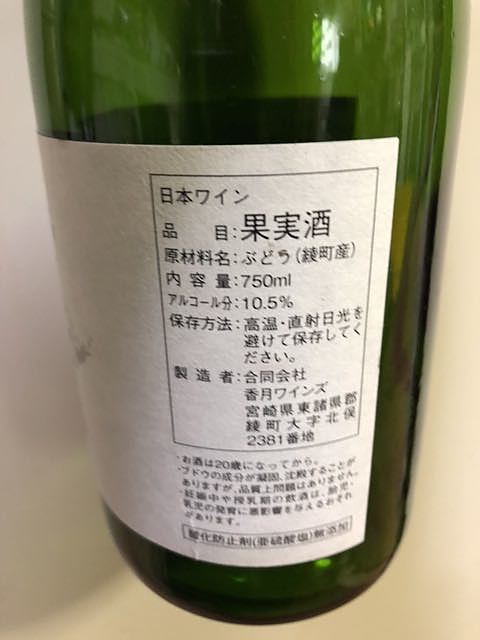 日本ワイン
品 目:果実酒
原材料名:ぶどう(綾町産)
内容量:750ml
アルコール分:10.5%
保存方法:高温・直射日光を
避けて保存してく
ださい。
製造者:合同会社
香月ワインズ
宮崎県東諸県郡
綾町大字北俣
2381番地
・お酒は20歳になってから。
・ブドウの成分が凝固、沈殿することが
ありますが、品質上問題はありません。
・妊娠中や授乳期の飲酒は、胎児・
乳児の発育に悪影響を与えるおそれ
があります。
酸化防止剤(亜硫酸塩)無添加